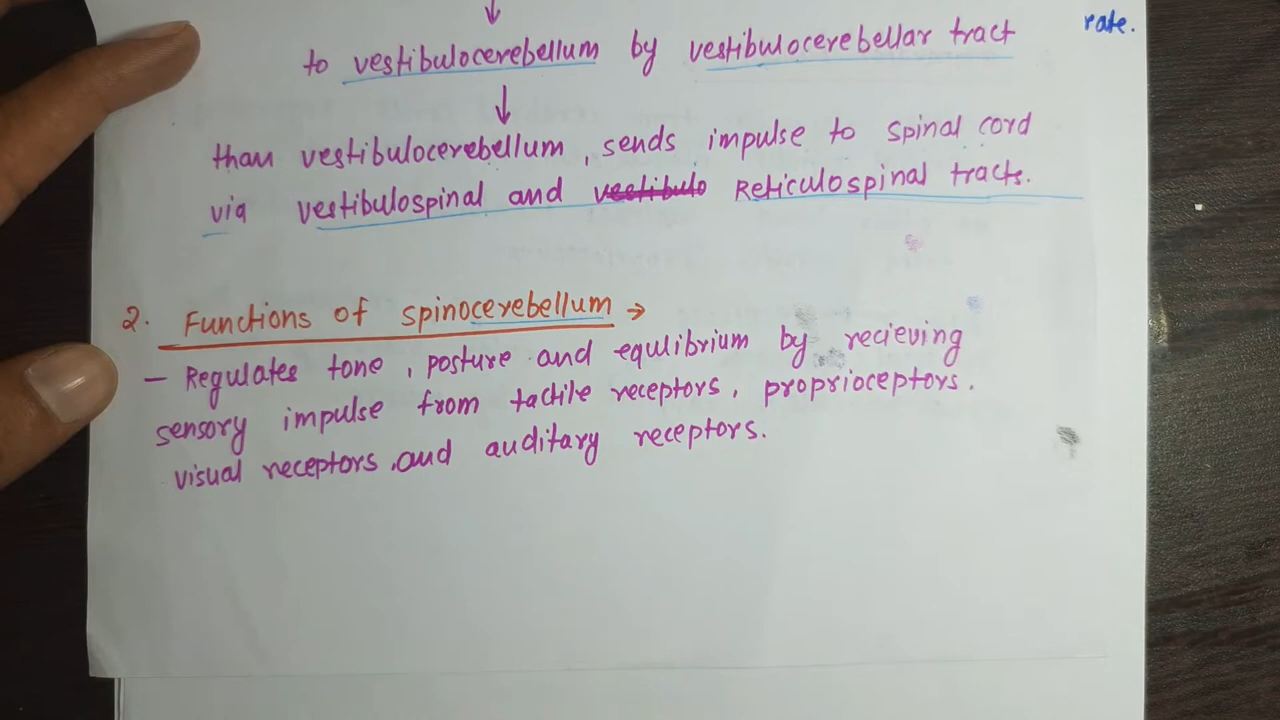 rate.
to vestibulocerebellum by vestibulocerebellar tract
than vestibulocerebellum, sends impulse to spinal cord
via vestibulospinal and vestibulo Reticulospinal tracts.
2. Functions of spinocerebellum →
– Regulates tone, posture and equlibrium by recieving
sensory impulse from tactile receptors, proprioceptors.
visual receptors, and auditary receptors.